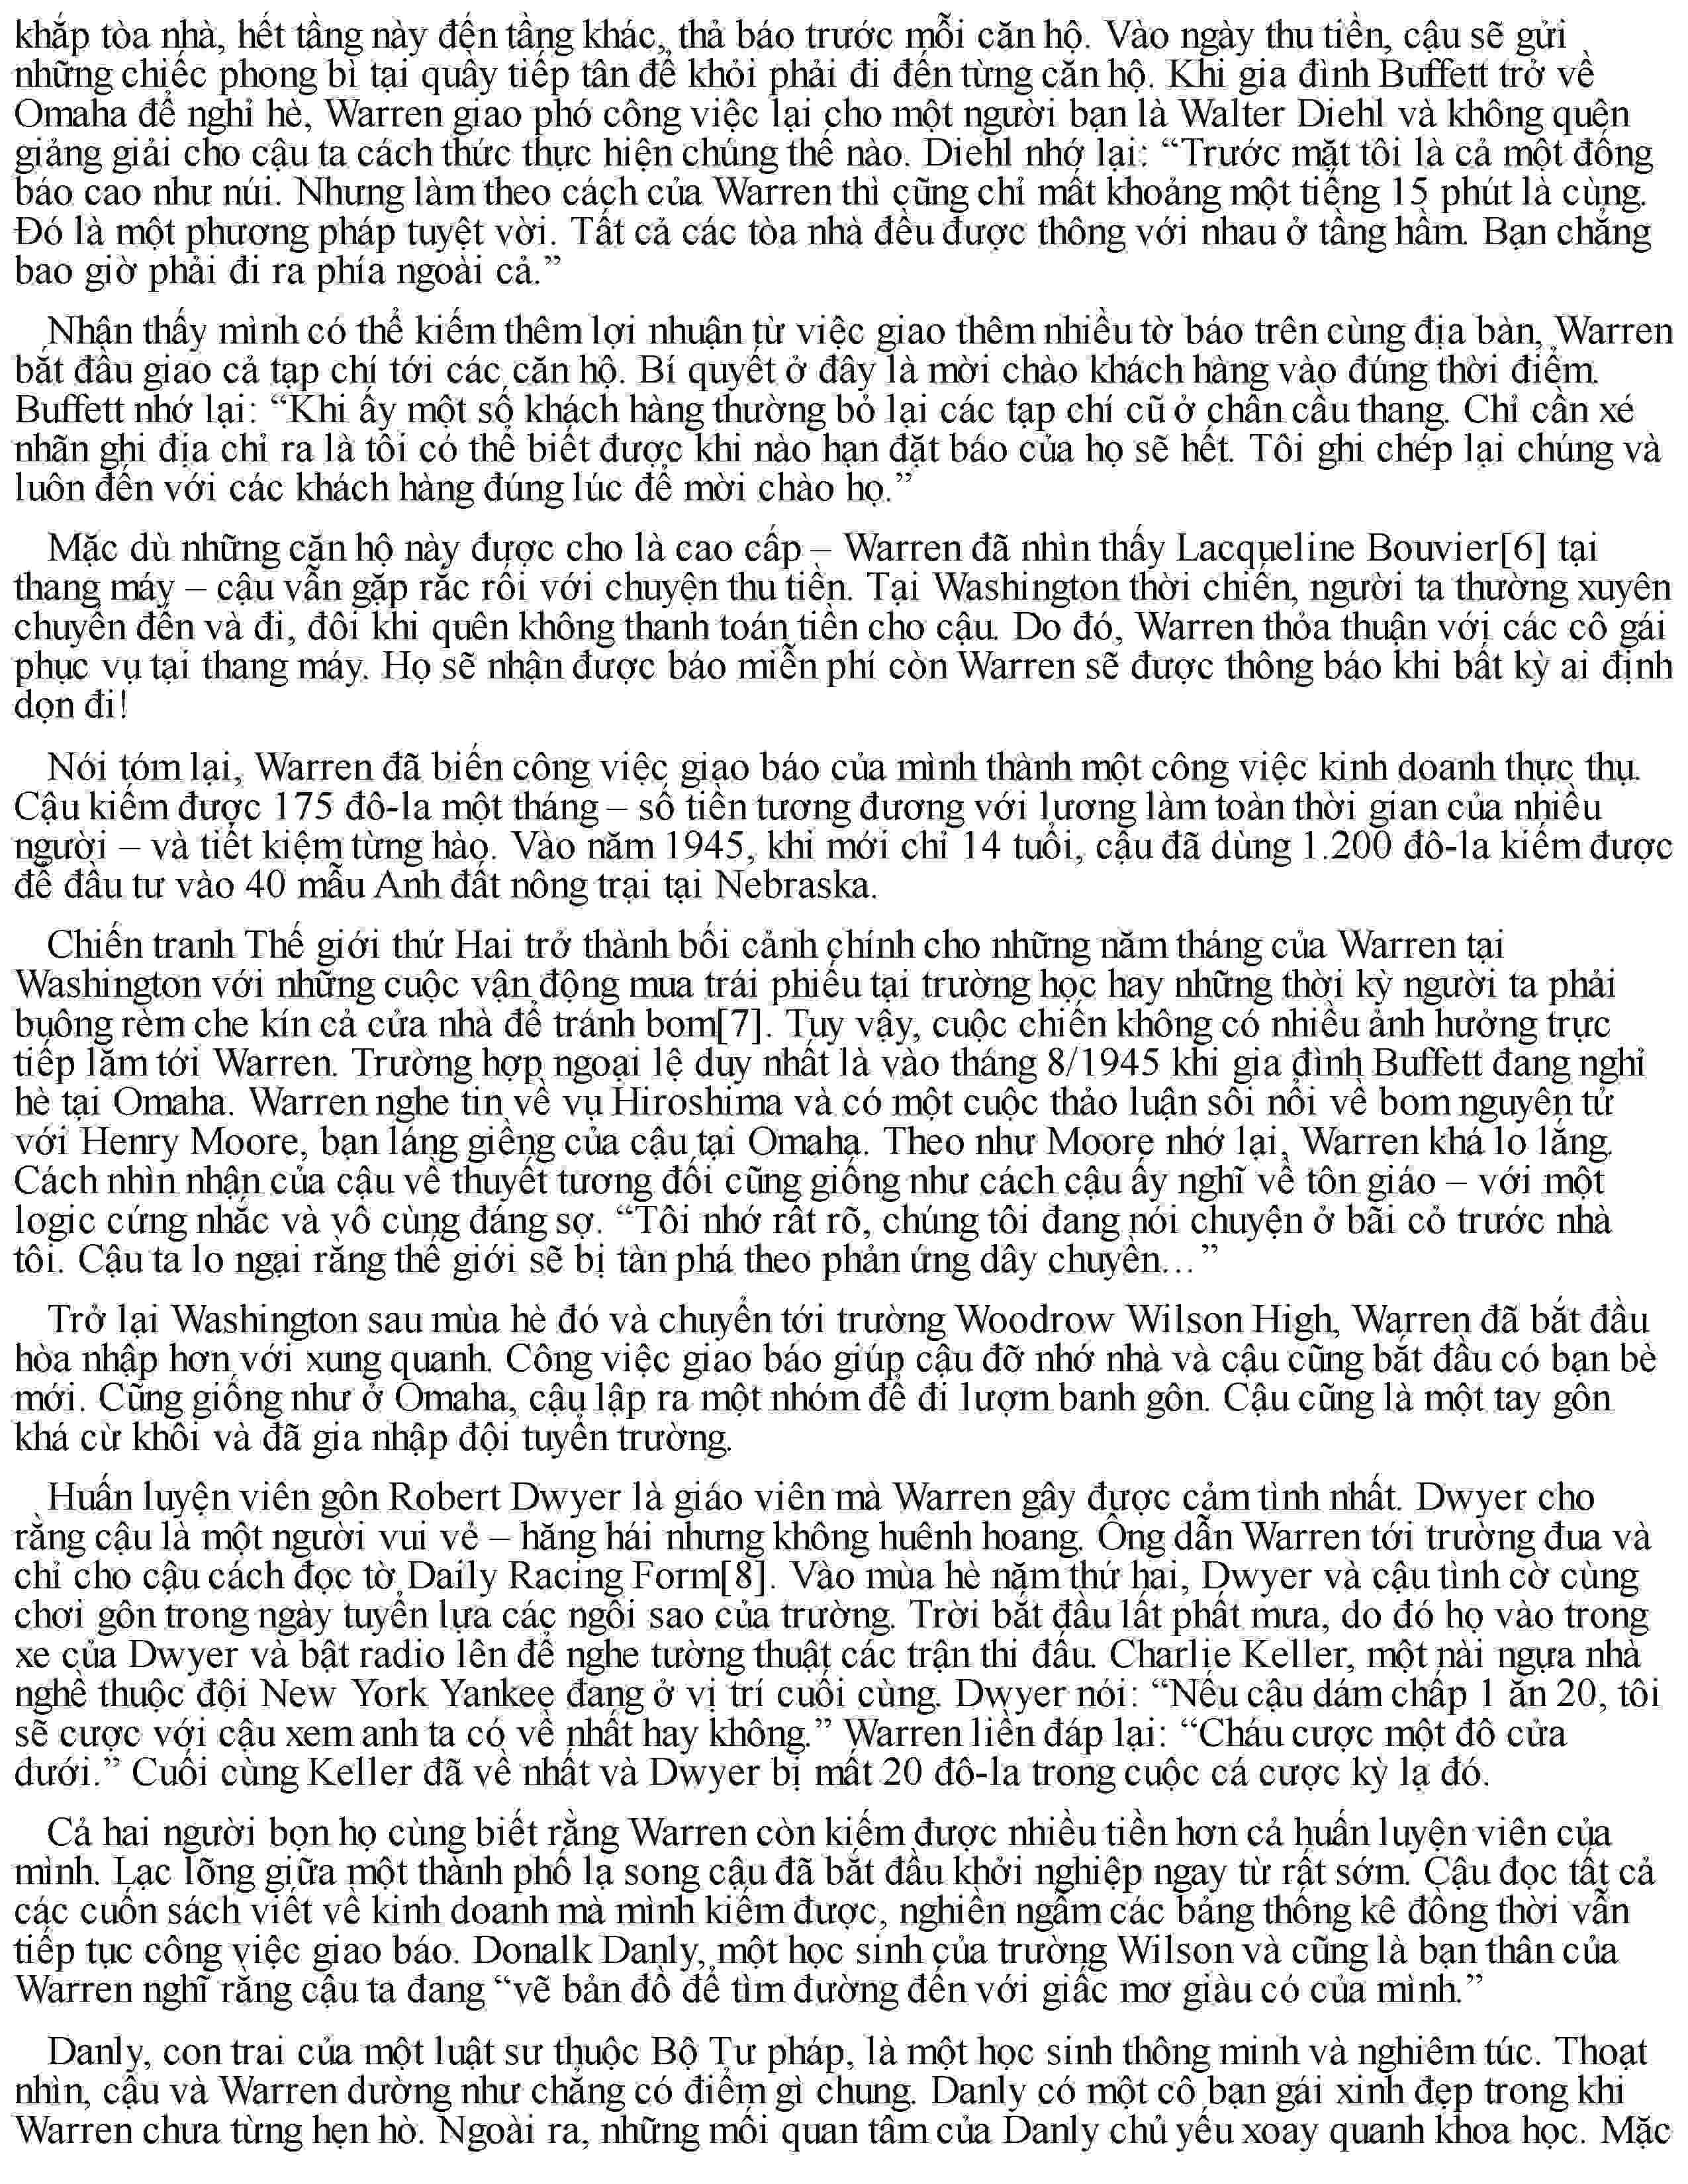 khắp tòa nhà, hết tầng này đến tầng khác, thả báo trước mỗi căn hộ. Vào ngày thu tiền, cậu sẽ gửi
những chiếc phong bì tại quầy tiếp tân để khỏi phải đi đến từng căn hộ. Khi gia đình Buffett trở về
Omaha để nghỉ hè, Warren giao phó công việc lại cho một người bạn là Walter Diehl và không quên
giảng giải cho cậu ta cách thức thực hiện chúng thế nào. Diehl nhớ lại: “Trước mặt tôi là cả một đống
báo cao như núi. Nhưng làm theo cách của Warren thì cũng chỉ mất khoảng một tiếng 15 phút là cùng.
Đó là một phương pháp tuyệt vời. Tất cả các tòa nhà đều được thông với nhau ở tầng hầm. Bạn chẳng
bao giờ phải đi ra phía ngoài cả.”
Nhận thấy mình có thể kiếm thêm lợi nhuận từ việc giao thêm nhiều tờ báo trên cùng địa bàn, Warren
bắt đầu giao cả tạp chí tới các căn hộ. Bí quyết ở đây là mời chào khách hàng vào đúng thời điểm.
Buffett nhớ lại: “Khi ấy một số khách hàng thường bỏ lại các tạp chí cũ ở chân cầu thang. Chỉ cần xé
nhãn ghi địa chỉ ra là tôi có thể biết được khi nào hạn đặt báo của họ sẽ hết. Tôi ghi chép lại chúng và
luôn đến với các khách hàng đúng lúc để mời chào họ.”
Mặc dù những căn hộ này được cho là cao cấp – Warren đã nhìn thấy Lacqueline Bouvier[6] tại
thang máy – cậu vẫn gặp rắc rối với chuyện thu tiền. Tại Washington thời chiến, người ta thường xuyên
chuyển đến và đi, đôi khi quên không thanh toán tiền cho cậu. Do đó, Warren thỏa thuận với các cô gái
phục vụ tại thang máy. Họ sẽ nhận được báo miễn phí còn Warren sẽ được thông báo khi bất kỳ ai định
dọn đi!
Nói tóm lại, Warren đã biến công việc giao báo của mình thành một công việc kinh doanh thực thụ.
Cậu kiếm được 175 đô-la một tháng – số tiền tương đương với lương làm toàn thời gian của nhiều
người – và tiết kiệm từng hào. Vào năm 1945, khi mới chỉ 14 tuổi, cậu đã dùng 1.200 đô-la kiếm được
để đầu tư vào 40 mẫu Anh đất nông trại tại Nebraska.
Chiến tranh Thế giới thứ Hai trở thành bối cảnh chính cho những năm tháng của Warren tại
Washington với những cuộc vận động mua trái phiếu tại trường học hay những thời kỳ người ta phải
buông rèm che kín cả cửa nhà để tránh bom[7]. Tuy vậy, cuộc chiến không có nhiều ảnh hưởng trực
tiếp lắm tới Warren. Trường hợp ngoại lệ duy nhất là vào tháng 8/1945 khi gia đình Buffett đang nghỉ
hè tại Omaha. Warren nghe tin về vụ Hiroshima và có một cuộc thảo luận sôi nổi về bom nguyên tử
với Henry Moore, bạn láng giềng của cậu tại Omaha. Theo như Moore nhớ lại, Warren khá lo lắng.
Cách nhìn nhận của cậu về thuyết tương đối cũng giống như cách cậu ấy nghĩ về tôn giáo – với một
logic cứng nhắc và vô cùng đáng sợ. “Tôi nhớ rất rõ, chúng tôi đang nói chuyện ở bãi cỏ trước nhà
tôi. Cậu ta lo ngại rằng thế giới sẽ bị tàn phá theo phản ứng dây chuyền…”
Trở lại Washington sau mùa hè đó và chuyển tới trường Woodrow Wilson High, Warren đã bắt đầu
hòa nhập hơn với xung quanh. Công việc giao báo giúp cậu đỡ nhớ nhà và cậu cũng bắt đầu có bạn bè
mới. Cũng giống như ở Omaha, cậu lập ra một nhóm để đi lượm banh gôn. Cậu cũng là một tay gôn
khá cừ khôi và đã gia nhập đội tuyển trường.
Huấn luyện viên gôn Robert Dwyer là giáo viên mà Warren gây được cảm tình nhất. Dwyer cho
rằng cậu là một người vui vẻ – hăng hái nhưng không huênh hoang. Ông dẫn Warren tới trường đua và
chỉ cho cậu cách đọc tờ Daily Racing Form[8]. Vào mùa hè năm thứ hai, Dwyer và cậu tình cờ cùng
chơi gôn trong ngày tuyển lựa các ngôi sao của trường. Trời bắt đầu lất phất mưa, do đó họ vào trong
xe của Dwyer và bật radio lên để nghe tường thuật các trận thi đấu. Charlie Keller, một nài ngựa nhà
nghề thuộc đội New York Yankee đang ở vị trí cuối cùng. Dwyer nói: “Nếu cậu dám chấp 1 ăn 20, tôi
sẽ cược với cậu xem anh ta có về nhất hay không.” Warren liền đáp lại: “Cháu cược một đô cửa
dưới.” Cuối cùng Keller đã về nhất và Dwyer bị mất 20 đô-la trong cuộc cá cược kỳ lạ đó.
Cả hai người bọn họ cùng biết rằng Warren còn kiếm được nhiều tiền hơn cả huấn luyện viên của
mình. Lạc lõng giữa một thành phố lạ song cậu đã bắt đầu khởi nghiệp ngay từ rất sớm. Cậu đọc tất cả
các cuốn sách viết về kinh doanh mà mình kiếm được, nghiền ngẫm các bảng thống kê đồng thời vẫn
tiếp tục công việc giao báo. Donalk Danly, một học sinh của trường Wilson và cũng là bạn thân của
Warren nghĩ rằng cậu ta đang “vẽ bản đồ để tìm đường đến với giấc mơ giàu có của mình.”
Danly, con trai của một luật sư thuộc Bộ Tư pháp, là một học sinh thông minh và nghiêm túc. Thoạt
nhìn, cậu và Warren dường như chẳng có điểm gì chung. Danly có một cô bạn gái xinh đẹp trong khi
Warren chưa từng hẹn hò. Ngoài ra, những mối quan tâm của Danly chủ yếu xoay quanh khoa học. Mặc